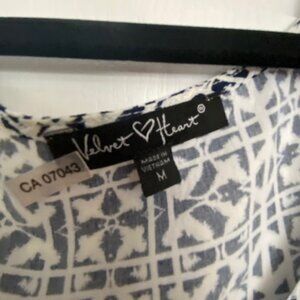 Velvet ♡ Heart®
MADE IN
VIETNAM
M
CA 07043